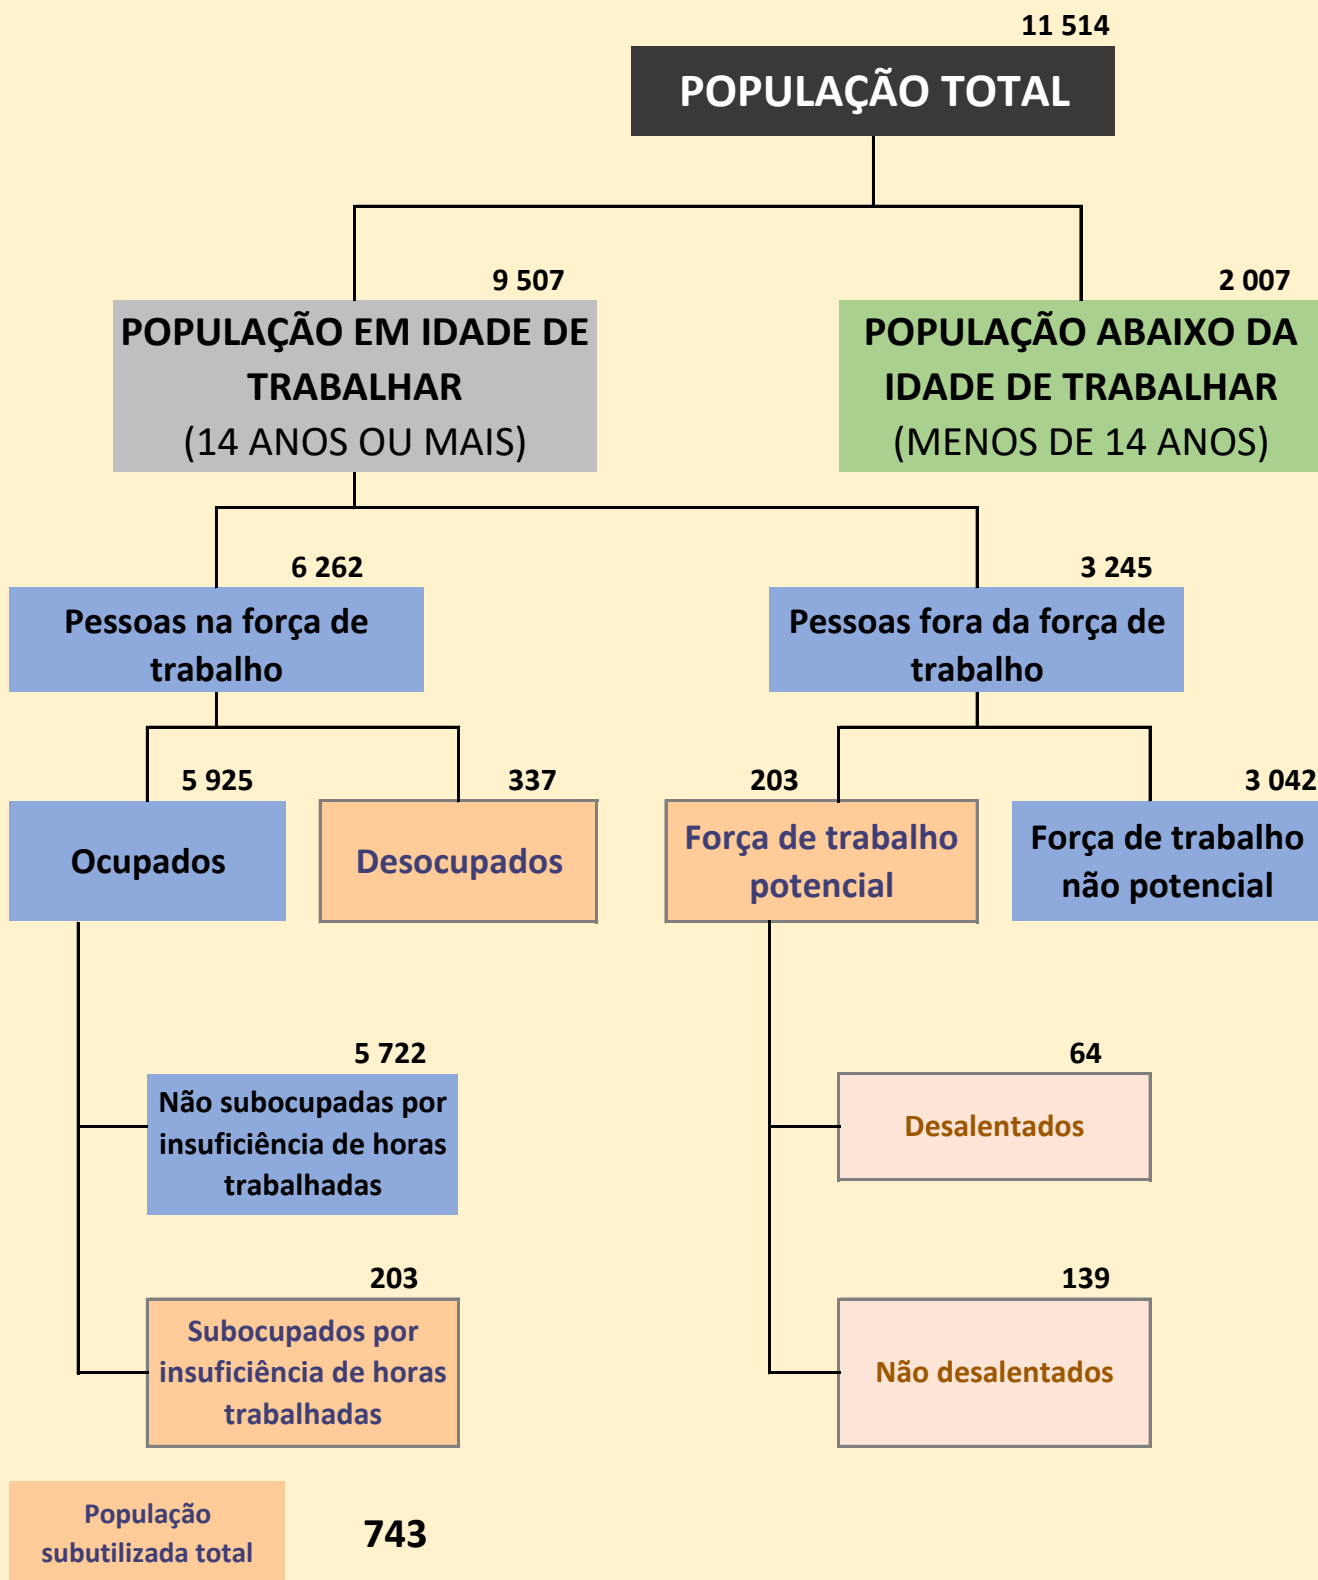 11 514
POPULAÇÃO TOTAL
9 507
POPULAÇÃO EM IDADE DE
TRABALHAR
(14 ANOS OU MAIS)
2 007
POPULAÇÃO ABAIXO DA
IDADE DE TRABALHAR
(MENOS DE 14 ANOS)
6 262
Pessoas na força de
trabalho
3 245
Pessoas fora da força de
trabalho
5 925
Ocupados
337
Desocupados
203
Força de trabalho
potencial
3 042
Força de trabalho
não potencial
5 722
Não subocupadas por
insuficiência de horas
trabalhadas
64
Desalentados
203
Subocupados por
insuficiência de horas
trabalhadas
139
Não desalentados
População
subutilizada total
743